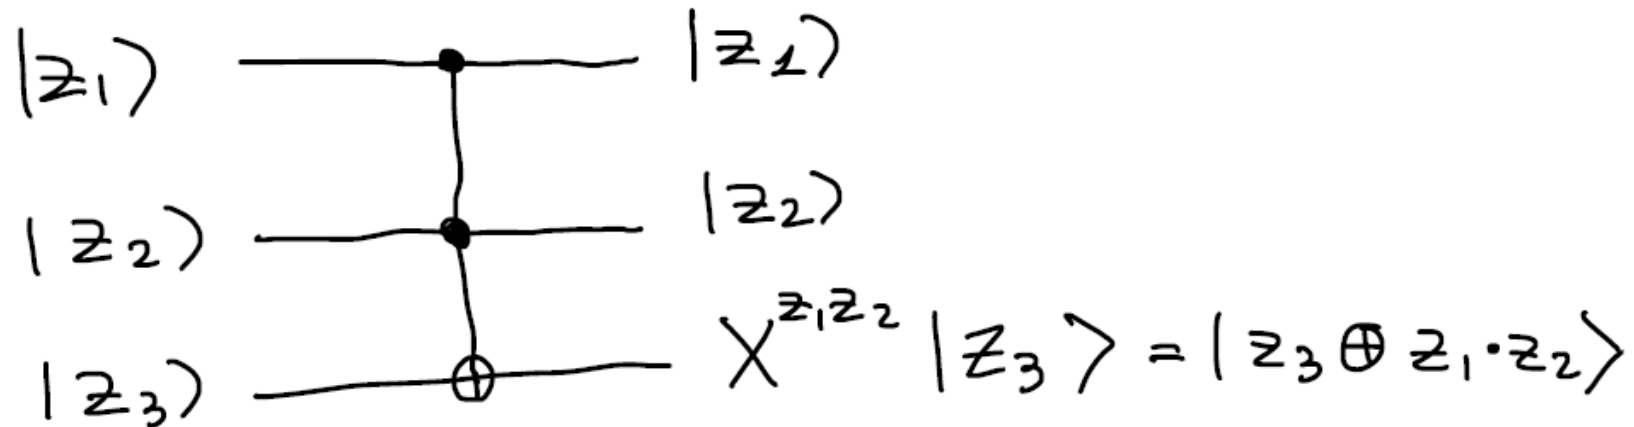 |z₁⟩ |z₁⟩
|z₂⟩ |z₂⟩
|z₃⟩ X^{z₁z₂} |z₃⟩ = |z₃ ⊕ z₁·z₂⟩